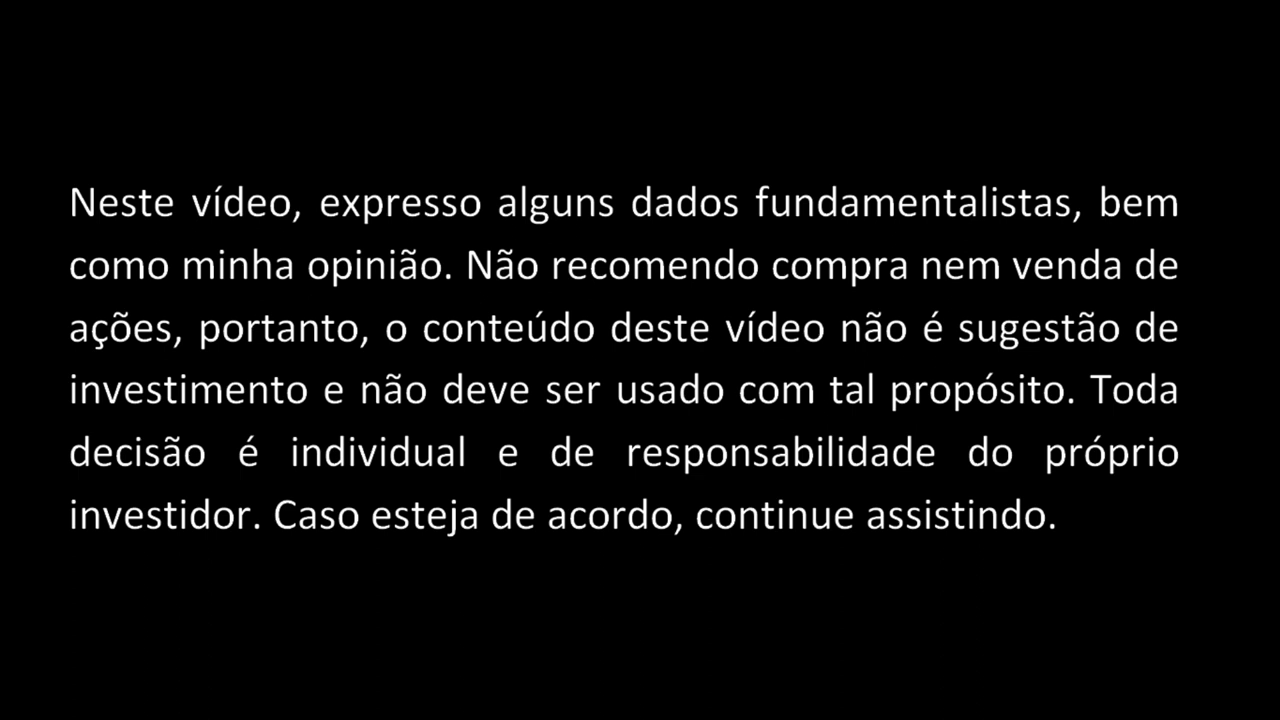 Neste vídeo, expresso alguns dados fundamentalistas, bem
como minha opinião. Não recomendo compra nem venda de
ações, portanto, o conteúdo deste vídeo não é sugestão de
investimento e não deve ser usado com tal propósito. Toda
decisão é individual e de responsabilidade do próprio
investidor. Caso esteja de acordo, continue assistindo.